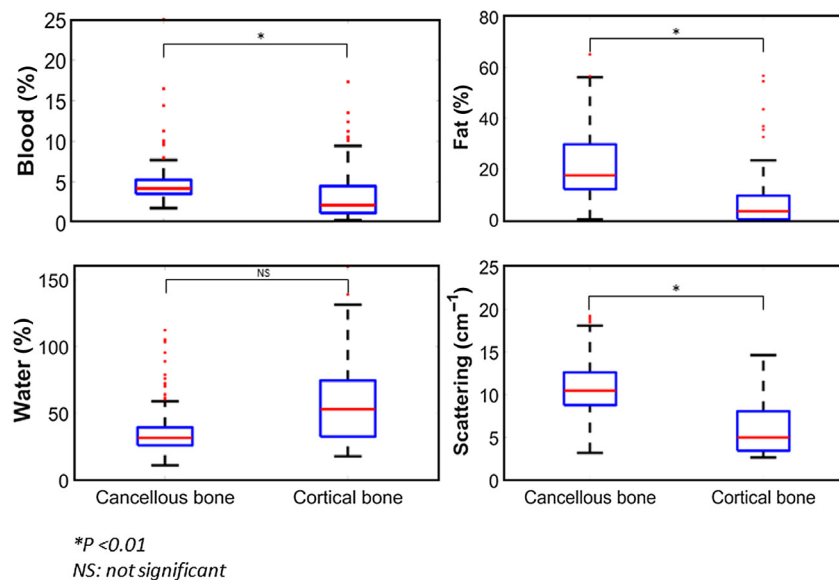 25
20
15
10
5
0
Blood (%)
*
80
60
40
20
0
Fat (%)
*
150
100
50
0
Water (%)
NS
Cancellous bone
Cortical bone
25
20
15
10
5
0
Scattering (cm⁻¹)
*
Cancellous bone
Cortical bone
*P <0.01
NS: not significant